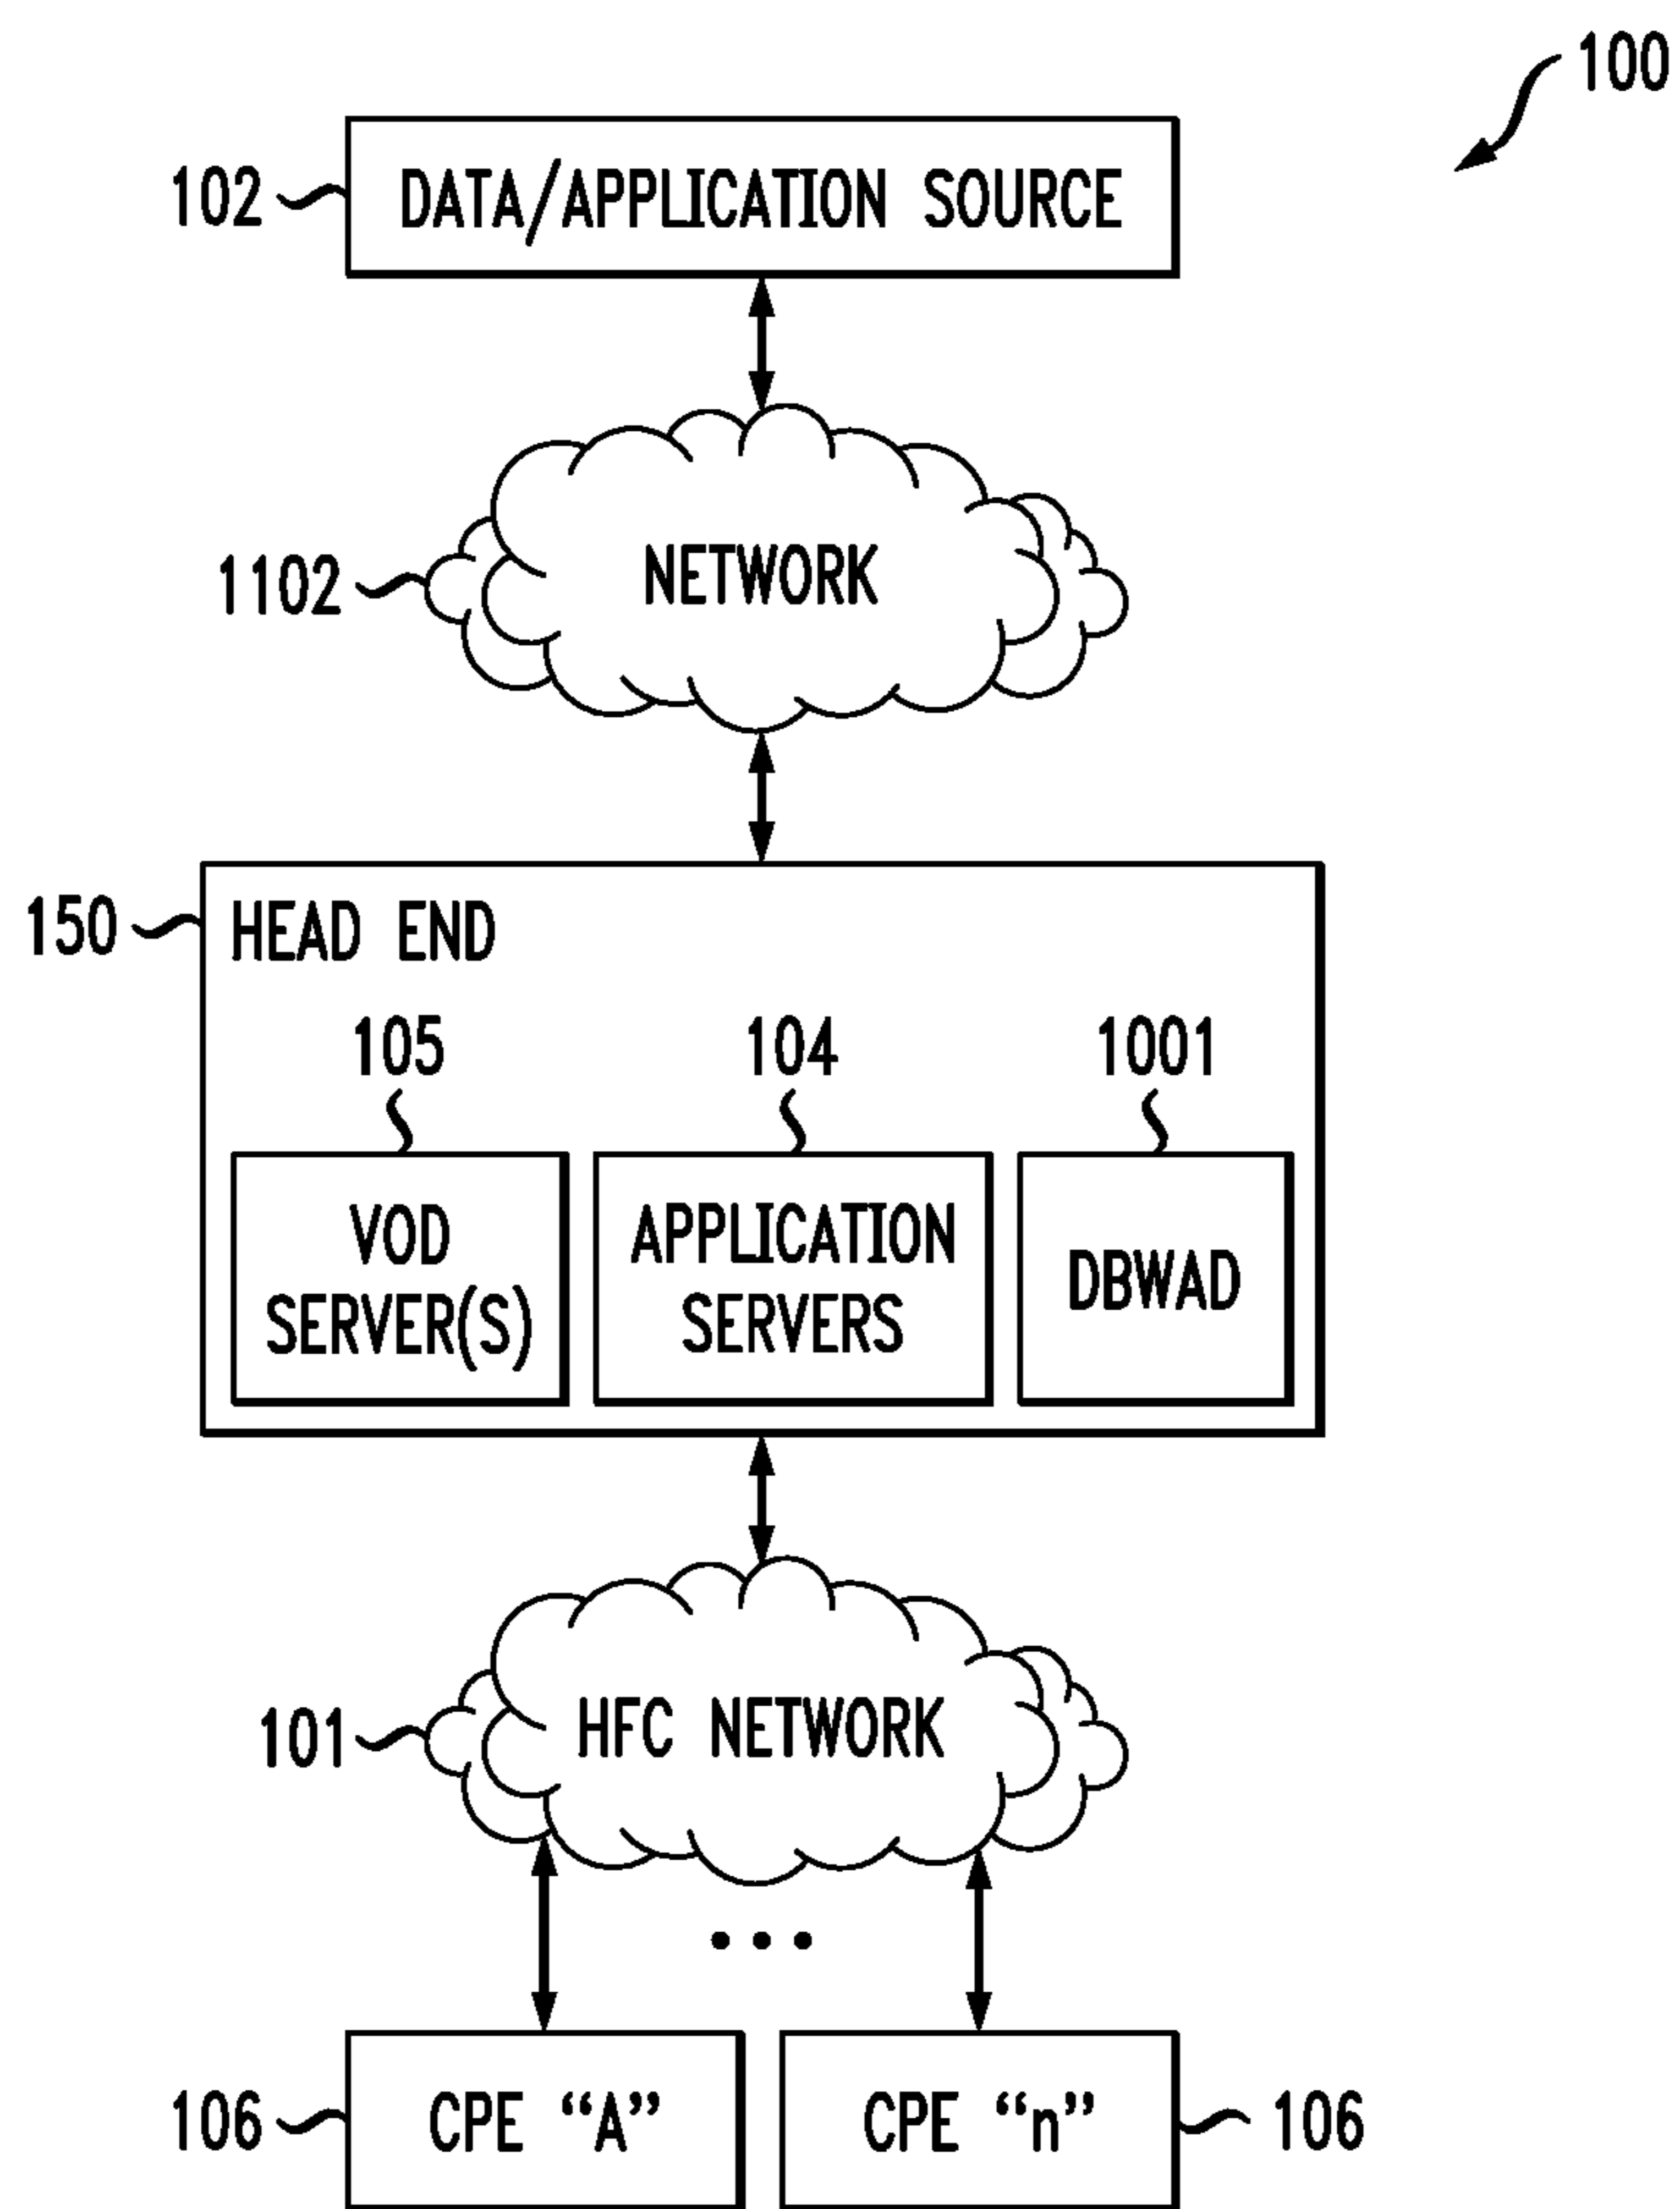 100
102 DATA/APPLICATION SOURCE
1102 NETWORK
150 HEAD END
105 104 1001
VOD
SERVER(S)
APPLICATION
SERVERS
DBWAD
101 HFC NETWORK
106 CPE “A” CPE “n” 106